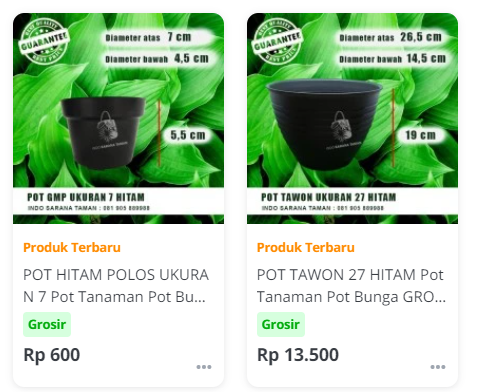 BEST QUALITY
GUARANTEE
BEST PRICE
Diameter atas 7 cm
Diameter bawah 4,5 cm
5,5 cm
POT GMP UKURAN 7 HITAM
INDO SARANA TAMAN : 081 905 889988
Produk Terbaru
POT HITAM POLOS UKURA
N 7 Pot Tanaman Pot Bu...
Grosir
Rp 600
BEST QUALITY
GUARANTEE
BEST PRICE
Diameter atas 26,5 cm
Diameter bawah 14,5 cm
19 cm
POT TAWON UKURAN 27 HITAM
INDO SARANA TAMAN : 081 905 889988
Produk Terbaru
POT TAWON 27 HITAM Pot
Tanaman Pot Bunga GRO...
Grosir
Rp 13.500